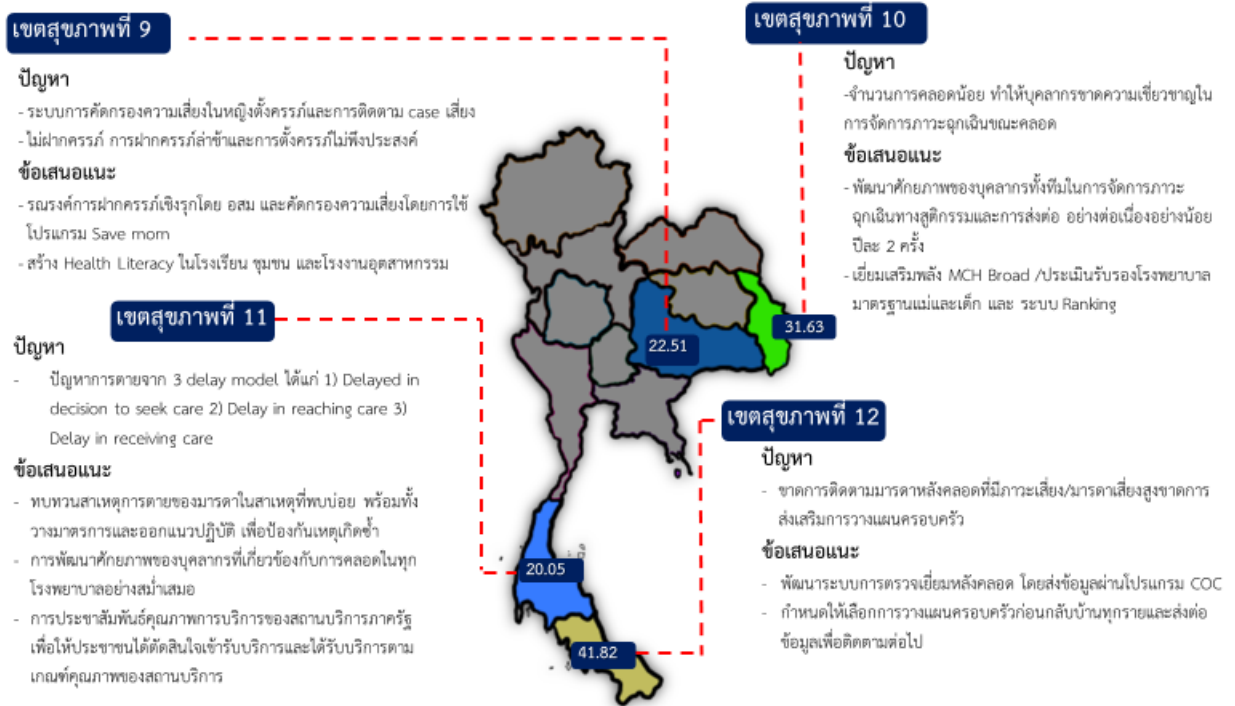 เขตสุขภาพที่ 9
ปัญหา
- ระบบการคัดกรองความเสี่ยงในหญิงตั้งครรภ์และการติดตาม case เสี่ยง
- ไม่ฝากครรภ์ การฝากครรภ์ล่าช้าและการตั้งครรภ์ไม่พึงประสงค์
ข้อเสนอแนะ
- รณรงค์การฝากครรภ์เชิงรุกโดย อสม และคัดกรองความเสี่ยงโดยการใช้
โปรแกรม Save mom
- สร้าง Health Literacy ในโรงเรียน ชุมชน และโรงงานอุตสาหกรรม
เขตสุขภาพที่ 10
ปัญหา
-จำนวนการคลอดน้อย ทำให้บุคลากรขาดความเชี่ยวชาญใน
การจัดการภาวะฉุกเฉินขณะคลอด
ข้อเสนอแนะ
- พัฒนาศักยภาพของบุคลากรทั้งทีมในการจัดการภาวะ
ฉุกเฉินทางสูติกรรมและการส่งต่อ อย่างต่อเนื่องอย่างน้อย
ปีละ 2 ครั้ง
- เยี่ยมเสริมพลัง MCH Broad /ประเมินรับรองโรงพยาบาล
มาตรฐานแม่และเด็ก และ ระบบ Ranking
เขตสุขภาพที่ 11
ปัญหา
- ปัญหาการตายจาก 3 delay model ได้แก่ 1) Delayed in
decision to seek care 2) Delay in reaching care 3)
Delay in receiving care
ข้อเสนอแนะ
- ทบทวนสาเหตุการตายของมารดาในสาเหตุที่พบบ่อย พร้อมทั้ง
วางมาตรการและออกแนวปฏิบัติ เพื่อป้องกันเหตุเกิดซ้ำ
- การพัฒนาศักยภาพของบุคลากรที่เกี่ยวข้องกับการคลอดในทุก
โรงพยาบาลอย่างสม่ำเสมอ
- การประชาสัมพันธ์คุณภาพการบริการของสถานบริการภาครัฐ
เพื่อให้ประชาชนได้ตัดสินใจเข้ารับบริการและได้รับบริการตาม
เกณฑ์คุณภาพของสถานบริการ
22.51
31.63
20.05
41.82
เขตสุขภาพที่ 12
ปัญหา
- ขาดการติดตามมารดาหลังคลอดที่มีภาวะเสี่ยง/มารดาเสี่ยงสูงขาดการ
ส่งเสริมการวางแผนครอบครัว
ข้อเสนอแนะ
- พัฒนาระบบการตรวจเยี่ยมหลังคลอด โดยส่งข้อมูลผ่านโปรแกรม COC
- กำหนดให้เลือกการวางแผนครอบครัวก่อนกลับบ้านทุกรายและส่งต่อ
ข้อมูลเพื่อติดตามต่อไป